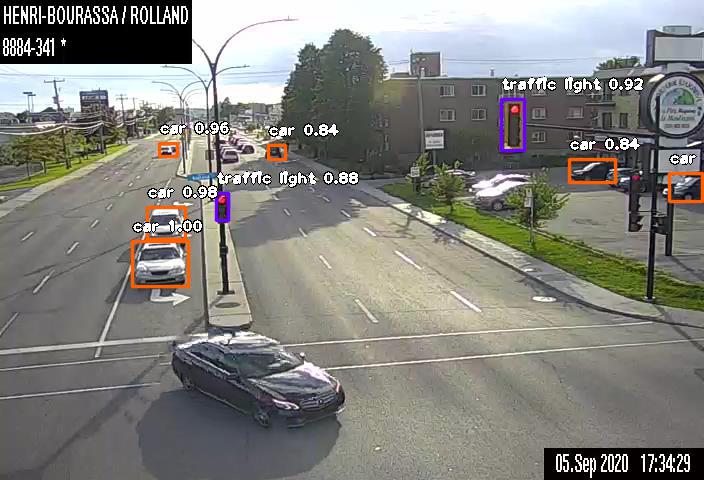 HENRI-BOURASSA / ROLLAND
8884-341 *
traffic light 0.92
car 0.96
car 0.84
car 0.84
car
car 0.98
traffic light 0.88
car 1.00
05.Sep 2020 17:34:29